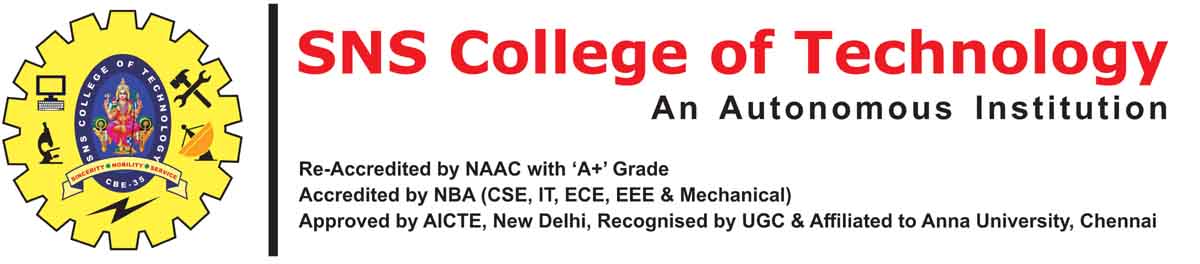 SNS COLLEGE OF TECHNOLOGY
SINCERITY • NOBILITY • SERVICE
CBE-35
SNS College of Technology
An Autonomous Institution
Re-Accredited by NAAC with ‘A+’ Grade
Accredited by NBA (CSE, IT, ECE, EEE & Mechanical)
Approved by AICTE, New Delhi, Recognised by UGC & Affiliated to Anna University, Chennai